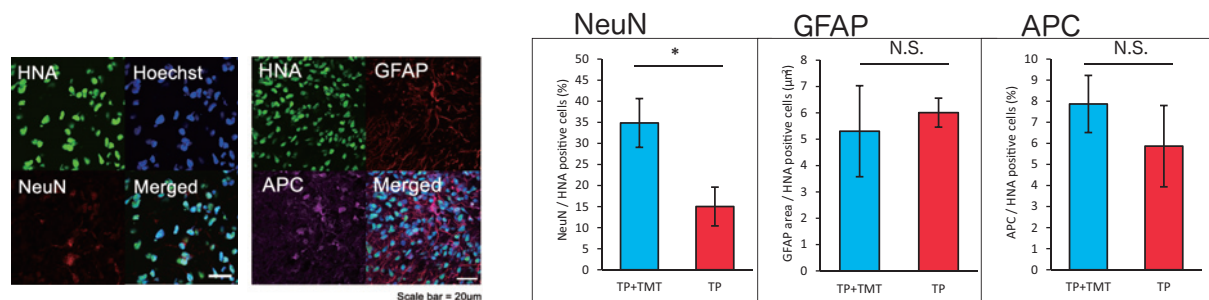 HNA
Hoechst
NeuN
Merged
HNA
GFAP
APC
Merged
Scale bar = 20um
NeuN
*
NeuN / HNA positive cells (%)
50
45
40
35
30
25
20
15
10
5
0
TP+TMT
TP
GFAP
N.S.
GFAP area / HNA positive cells (μm²)
8
7
6
5
4
3
2
1
0
TP+TMT
TP
APC
N.S.
APC / HNA positive cells (%)
10
9
8
7
6
5
4
3
2
1
0
TP+TMT
TP